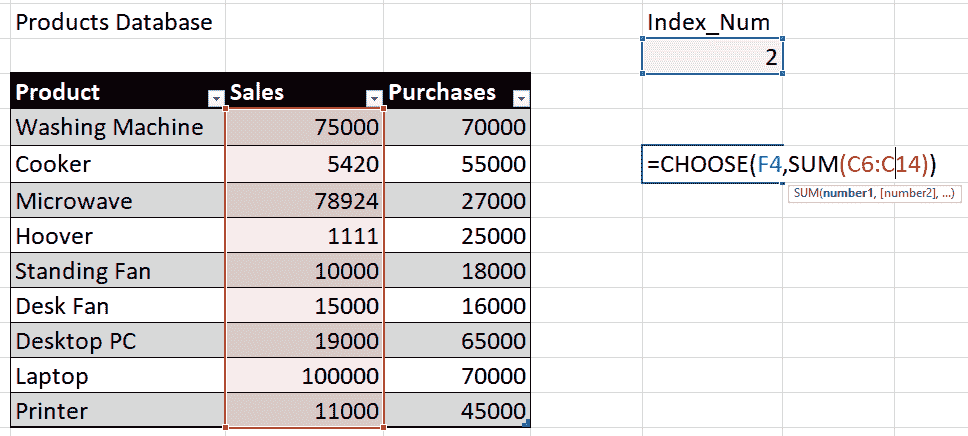 Products Database Index_Num
2
Product Sales Purchases
Washing Machine 75000 70000
Cooker 5420 55000 =CHOOSE(F4,SUM(C6:C14))
SUM(number1, [number2], ...)
Microwave 78924 27000
Hoover 1111 25000
Standing Fan 10000 18000
Desk Fan 15000 16000
Desktop PC 19000 65000
Laptop 100000 70000
Printer 11000 45000